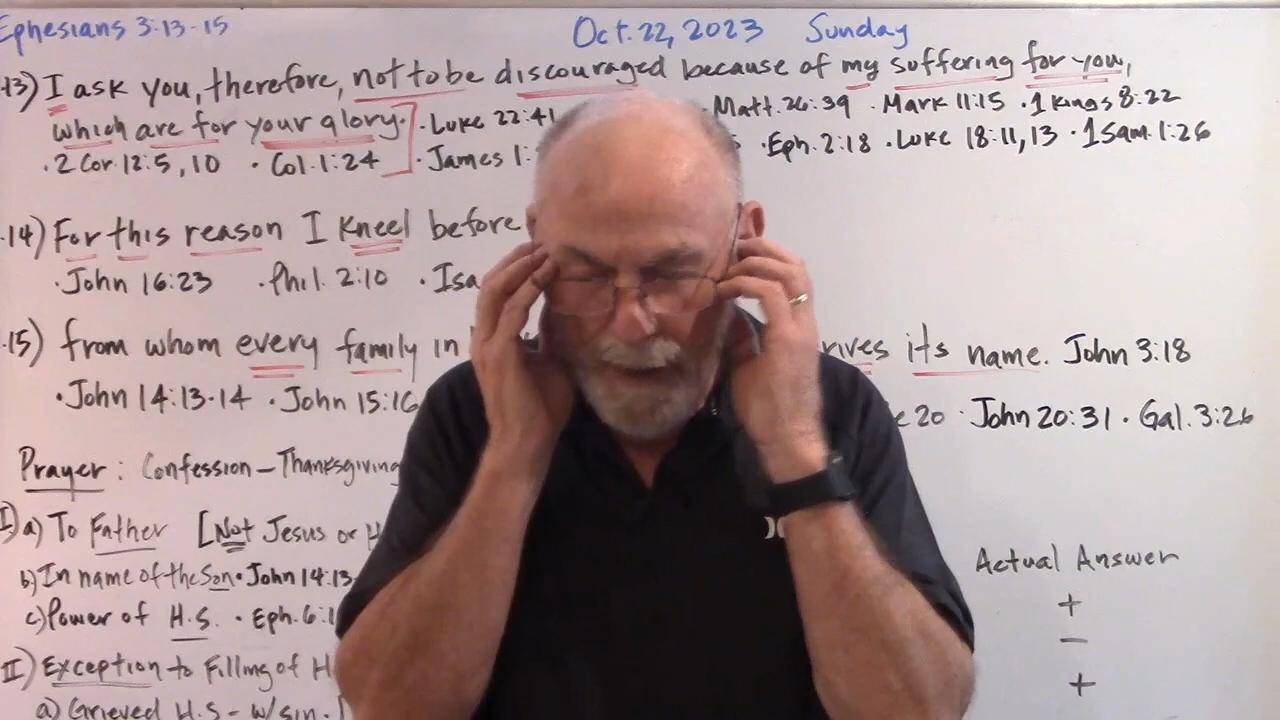 Ephesians 3:13-15 Oct. 22, 2023 Sunday
13) I ask you, therefore, not to be discouraged because of my suffering for you,
which are for your glory. · Luke 22:41 · Matt. 26:39 · Mark 11:15 · 1 Kings 8:22
· 2 Cor. 12:5, 10 · Col. 1:24 · James 1: · Eph. 2:18 · Luke 18:11, 13 · 1 Sam. 1:26
14) For this reason I kneel before
· John 16:23 · Phil. 2:10 · Isa
15) from whom every family in its name. John 3:18
· John 14:13-14 · John 15:16 20 · John 20:31 · Gal. 3:26
Prayer: Confession – Thanksgiving
I) a) To Father [Not Jesus or H
Actual Answer
b) In name of the Son · John 14:13
+
c) Power of H.S. · Eph. 6:1
−
II) Exception to Filling of H
+
a) Grieved H.S – w/sin.